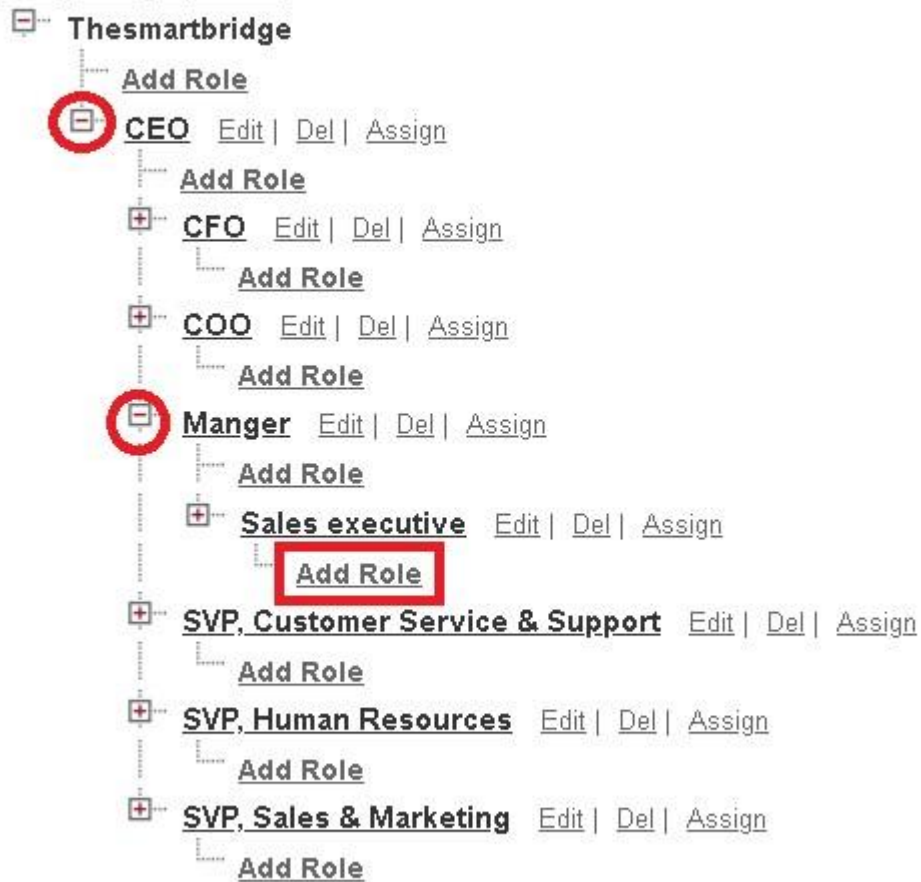 Thesmartbridge
Add Role
CEO Edit | Del | Assign
Add Role
CFO Edit | Del | Assign
Add Role
COO Edit | Del | Assign
Add Role
Manger Edit | Del | Assign
Add Role
Sales executive Edit | Del | Assign
Add Role
SVP, Customer Service & Support Edit | Del | Assign
Add Role
SVP, Human Resources Edit | Del | Assign
Add Role
SVP, Sales & Marketing Edit | Del | Assign
Add Role